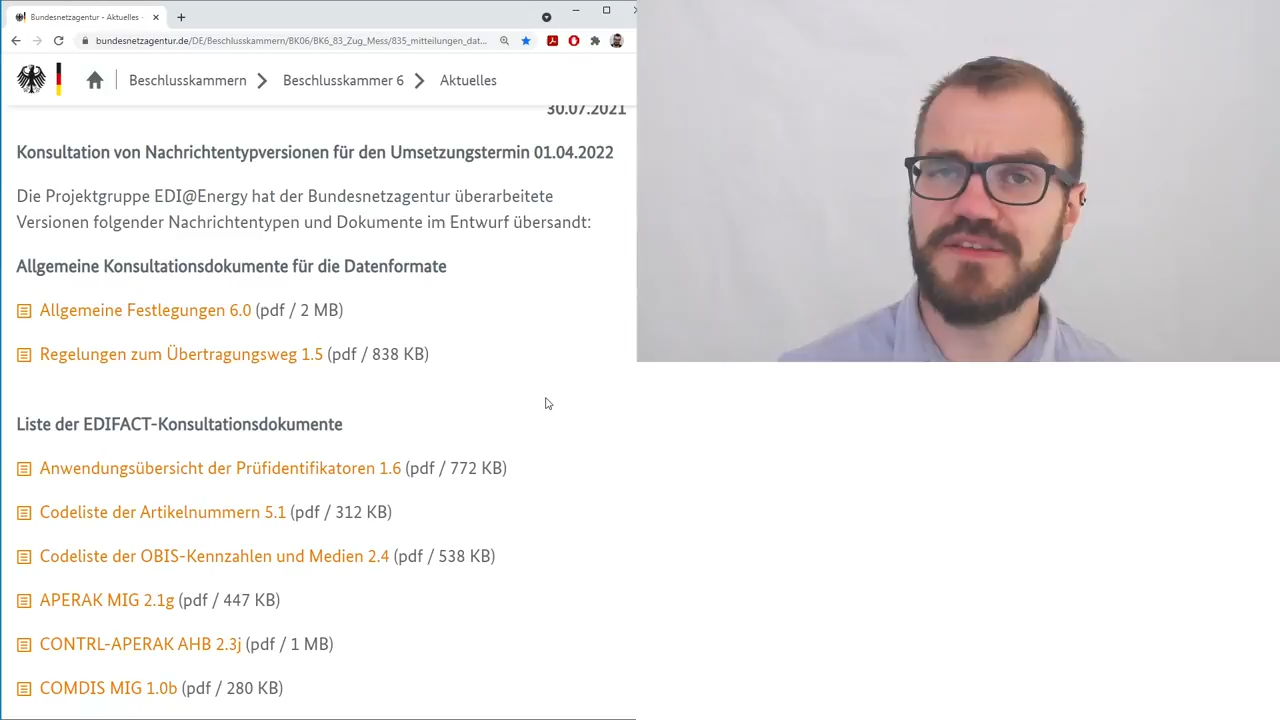 Bundesnetzagentur - Aktuelles
bundesnetzagentur.de/DE/Beschlusskammern/BK06/BK6_83_Zug_Mess/835_mitteilungen_dat...
Beschlusskammern
Beschlusskammer 6
Aktuelles
30.07.2021
Konsultation von Nachrichtentypversionen für den Umsetzungstermin 01.04.2022
Die Projektgruppe EDI@Energy hat der Bundesnetzagentur überarbeitete
Versionen folgender Nachrichtentypen und Dokumente im Entwurf übersandt:
Allgemeine Konsultationsdokumente für die Datenformate
Allgemeine Festlegungen 6.0 (pdf / 2 MB)
Regelungen zum Übertragungsweg 1.5 (pdf / 838 KB)
Liste der EDIFACT-Konsultationsdokumente
Anwendungsübersicht der Prüfidentifikatoren 1.6 (pdf / 772 KB)
Codeliste der Artikelnummern 5.1 (pdf / 312 KB)
Codeliste der OBIS-Kennzahlen und Medien 2.4 (pdf / 538 KB)
APERAK MIG 2.1g (pdf / 447 KB)
CONTRL-APERAK AHB 2.3j (pdf / 1 MB)
COMDIS MIG 1.0b (pdf / 280 KB)